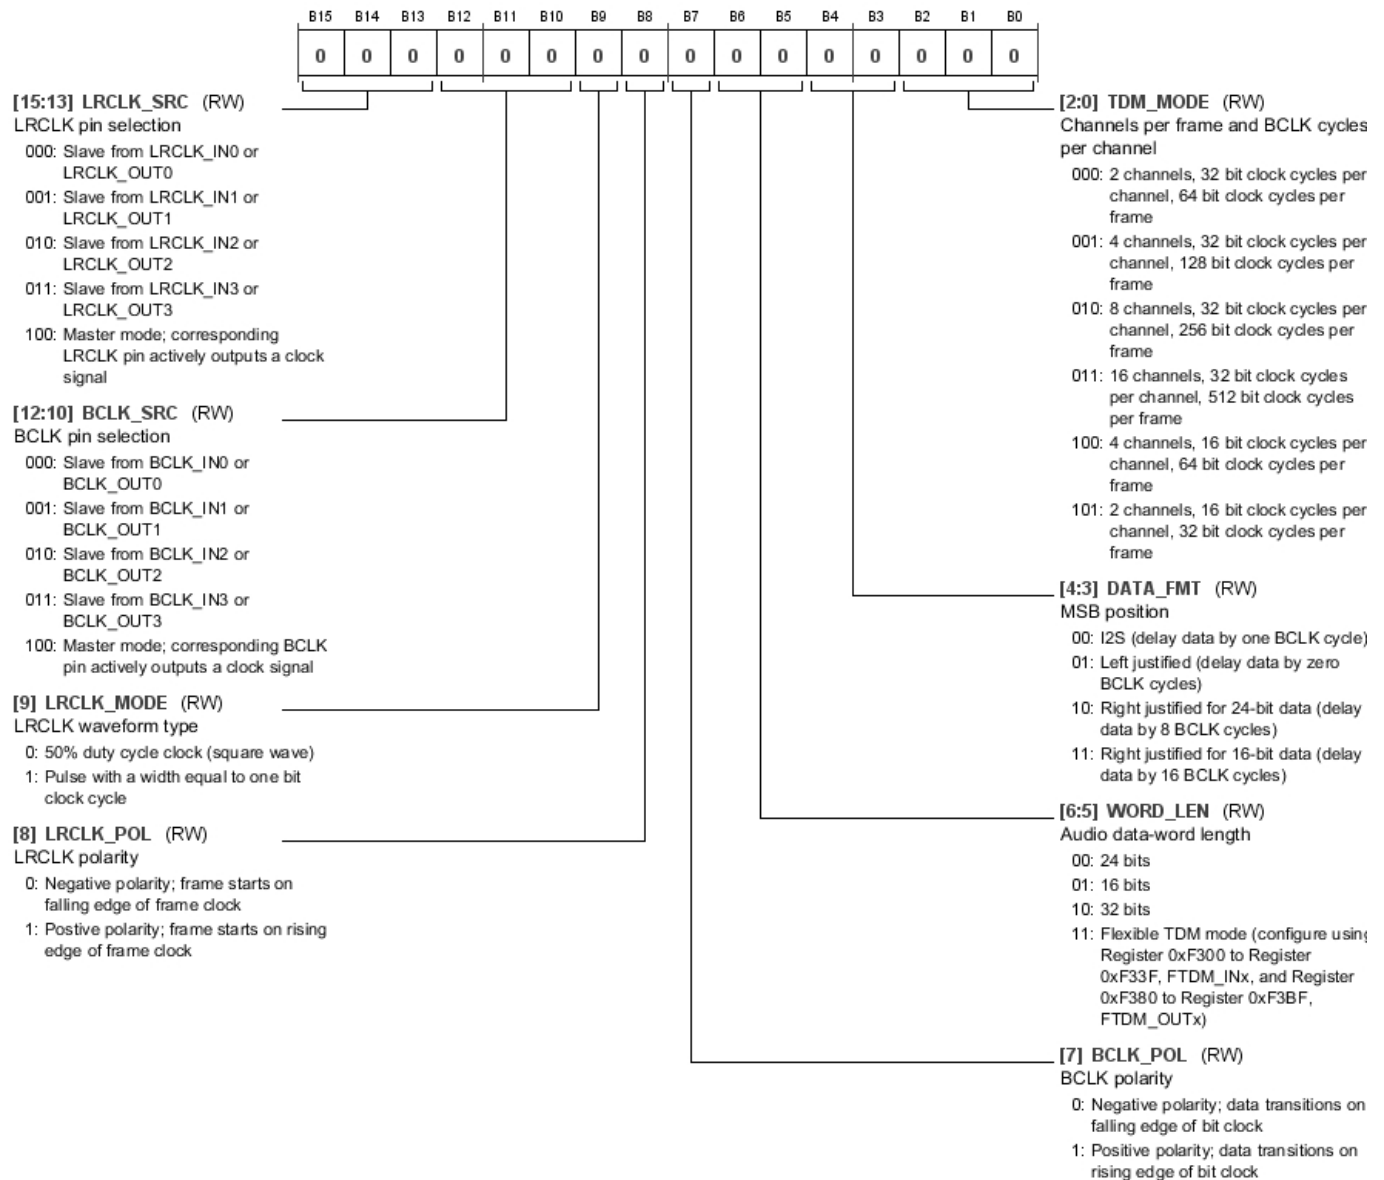 B15 B14 B13 B12 B11 B10 B9 B8 B7 B6 B5 B4 B3 B2 B1 B0
0 0 0 0 0 0 0 0 0 0 0 0 0 0 0 0
[15:13] LRCLK_SRC (RW)
LRCLK pin selection
000: Slave from LRCLK_IN0 or
LRCLK_OUT0
001: Slave from LRCLK_IN1 or
LRCLK_OUT1
010: Slave from LRCLK_IN2 or
LRCLK_OUT2
011: Slave from LRCLK_IN3 or
LRCLK_OUT3
100: Master mode; corresponding
LRCLK pin actively outputs a clock
signal
[12:10] BCLK_SRC (RW)
BCLK pin selection
000: Slave from BCLK_IN0 or
BCLK_OUT0
001: Slave from BCLK_IN1 or
BCLK_OUT1
010: Slave from BCLK_IN2 or
BCLK_OUT2
011: Slave from BCLK_IN3 or
BCLK_OUT3
100: Master mode; corresponding BCLK
pin actively outputs a clock signal
[9] LRCLK_MODE (RW)
LRCLK waveform type
0: 50% duty cycle clock (square wave)
1: Pulse with a width equal to one bit
clock cycle
[8] LRCLK_POL (RW)
LRCLK polarity
0: Negative polarity; frame starts on
falling edge of frame clock
1: Postive polarity; frame starts on rising
edge of frame clock
[2:0] TDM_MODE (RW)
Channels per frame and BCLK cycles
per channel
000: 2 channels, 32 bit clock cycles per
channel, 64 bit clock cycles per
frame
001: 4 channels, 32 bit clock cycles per
channel, 128 bit clock cycles per
frame
010: 8 channels, 32 bit clock cycles per
channel, 256 bit clock cycles per
frame
011: 16 channels, 32 bit clock cycles
per channel, 512 bit clock cycles
per frame
100: 4 channels, 16 bit clock cycles per
channel, 64 bit clock cycles per
frame
101: 2 channels, 16 bit clock cycles per
channel, 32 bit clock cycles per
frame
[4:3] DATA_FMT (RW)
MSB position
00: I2S (delay data by one BCLK cycle)
01: Left justified (delay data by zero
BCLK cycles)
10: Right justified for 24-bit data (delay
data by 8 BCLK cycles)
11: Right justified for 16-bit data (delay
data by 16 BCLK cycles)
[6:5] WORD_LEN (RW)
Audio data-word length
00: 24 bits
01: 16 bits
10: 32 bits
11: Flexible TDM mode (configure using
Register 0xF300 to Register
0xF33F, FTDM_INx, and Register
0xF380 to Register 0xF3BF,
FTDM_OUTx)
[7] BCLK_POL (RW)
BCLK polarity
0: Negative polarity; data transitions on
falling edge of bit clock
1: Positive polarity; data transitions on
rising edge of bit clock